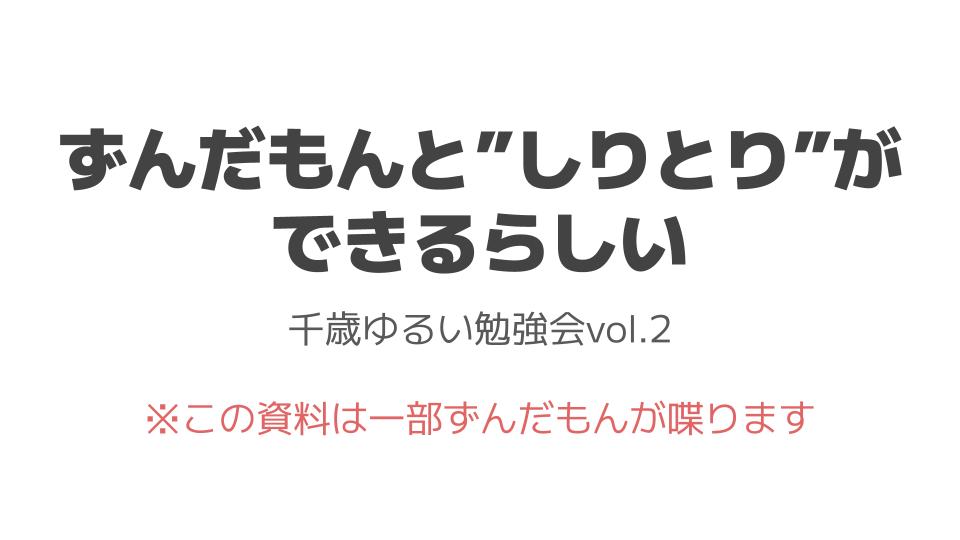 ずんだもんと”しりとり”が
できるらしい
千歳ゆるい勉強会vol.2
※この資料は一部ずんだもんが喋ります